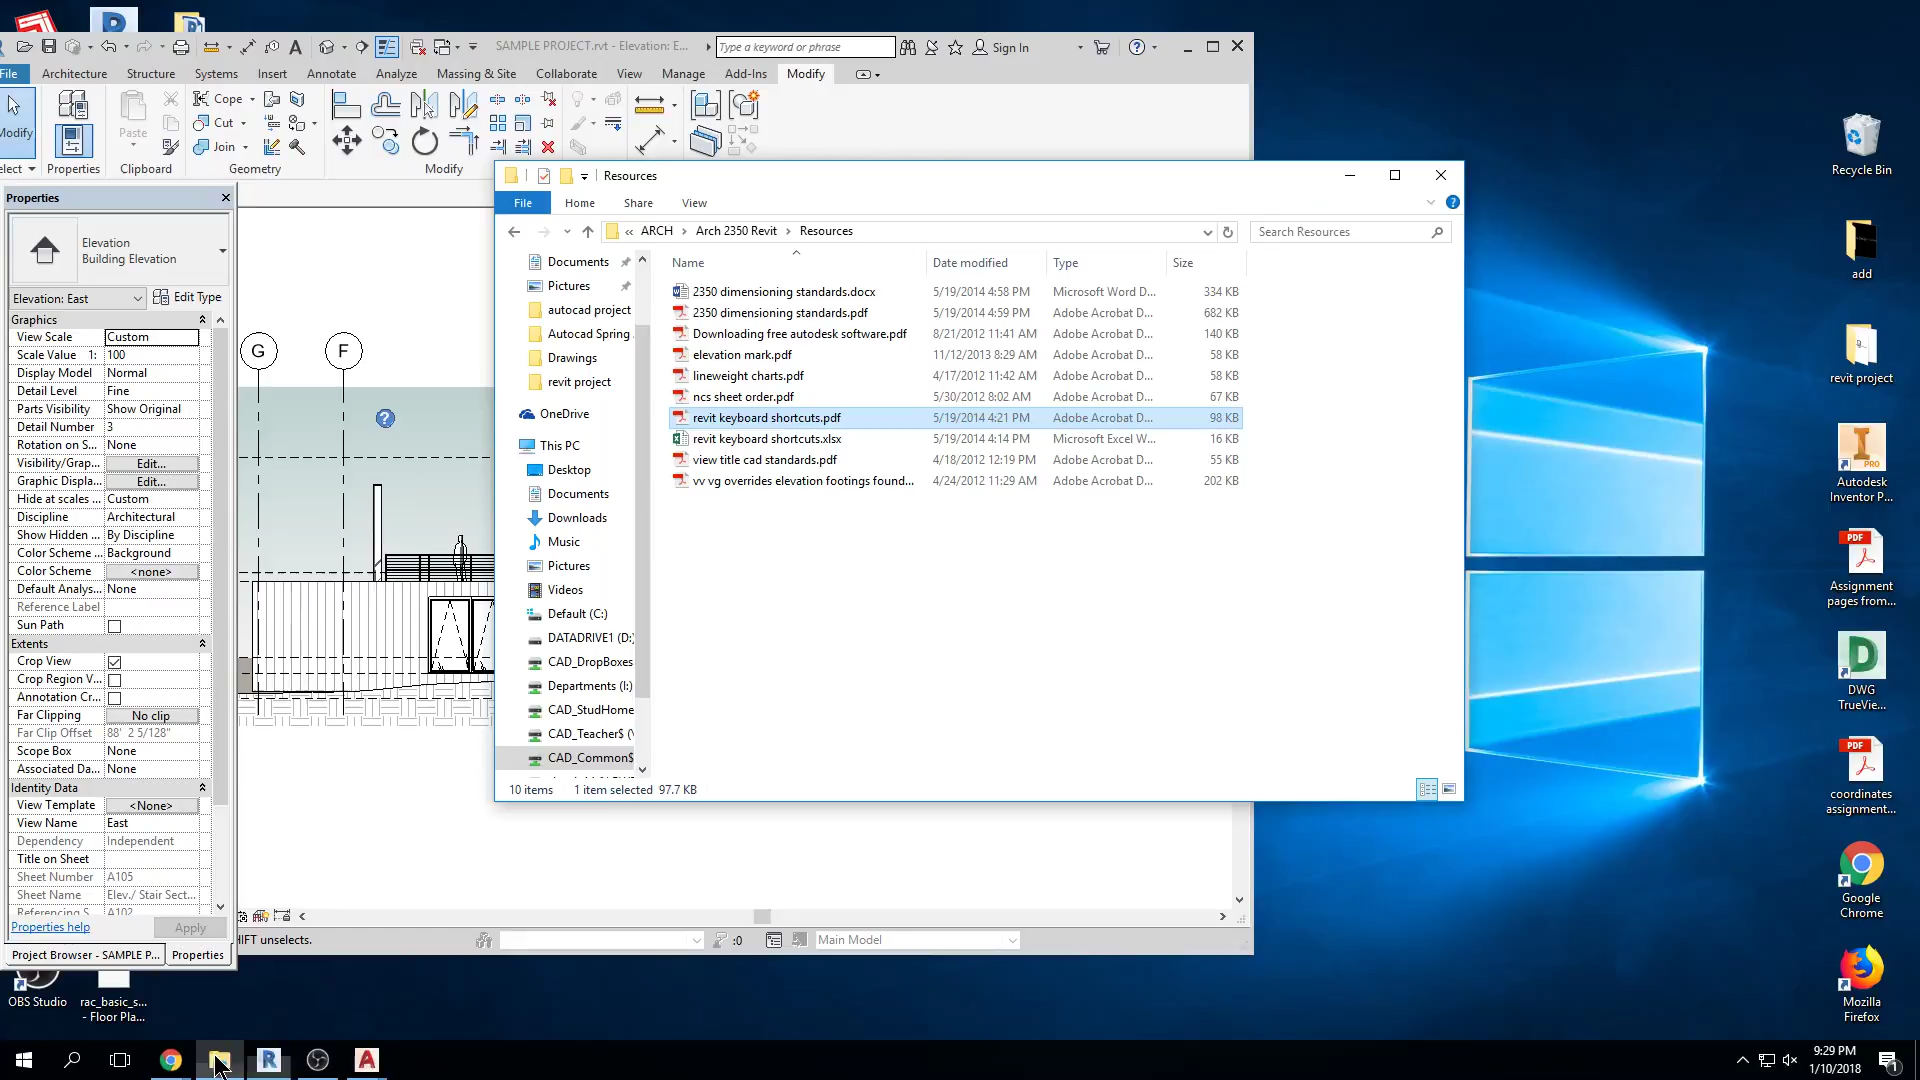 SAMPLE PROJECT.rvt - Elevation: E...
Type a keyword or phrase
Sign In
File Architecture Structure Systems Insert Annotate Analyze Massing & Site Collaborate View Manage Add-Ins Modify
Modify
Paste
Cope
Cut
Join
Properties
Clipboard
Geometry
Modify
Properties
Elevation
Building Elevation
Elevation: East
Edit Type
Graphics
View Scale Custom
Scale Value 1: 100
Display Model Normal
Detail Level Fine
Parts Visibility Show Original
Detail Number 3
Rotation on S... None
Visibility/Grap... Edit...
Graphic Displa... Edit...
Hide at scales ... Custom
Discipline Architectural
Show Hidden ... By Discipline
Color Scheme ... Background
Color Scheme <none>
Default Analys... None
Reference Label
Sun Path
Extents
Crop View
Crop Region V...
Annotation Cr...
Far Clipping No clip
Far Clip Offset 88' 2 5/128"
Scope Box None
Associated Da... None
Identity Data
View Template <None>
View Name East
Dependency Independent
Title on Sheet
Sheet Number A105
Sheet Name Elev./ Stair Sect...
Referencing S... A102
Properties help
Apply
Project Browser - SAMPLE P...
Properties
G
F
HIFT unselects.
:0
Main Model
Resources
File Home Share View
« ARCH > Arch 2350 Revit > Resources
Search Resources
Documents
Pictures
autocad project
Autocad Spring
Drawings
revit project
OneDrive
This PC
Desktop
Documents
Downloads
Music
Pictures
Videos
Default (C:)
DATADRIVE1 (D:)
CAD_DropBoxes
Departments (I:)
CAD_StudHome
CAD_Teacher$ (
CAD_Common$
Name Date modified Type Size
2350 dimensioning standards.docx 5/19/2014 4:58 PM Microsoft Word D... 334 KB
2350 dimensioning standards.pdf 5/19/2014 4:59 PM Adobe Acrobat D... 682 KB
Downloading free autodesk software.pdf 8/21/2012 11:41 AM Adobe Acrobat D... 140 KB
elevation mark.pdf 11/12/2013 8:29 AM Adobe Acrobat D... 58 KB
lineweight charts.pdf 4/17/2012 11:42 AM Adobe Acrobat D... 58 KB
ncs sheet order.pdf 5/30/2012 8:02 AM Adobe Acrobat D... 67 KB
revit keyboard shortcuts.pdf 5/19/2014 4:21 PM Adobe Acrobat D... 98 KB
revit keyboard shortcuts.xlsx 5/19/2014 4:14 PM Microsoft Excel W... 16 KB
view title cad standards.pdf 4/18/2012 12:19 PM Adobe Acrobat D... 55 KB
vv vg overrides elevation footings found... 4/24/2012 11:29 AM Adobe Acrobat D... 202 KB
10 items 1 item selected 97.7 KB
Recycle Bin
add
revit project
PRO
Autodesk
Inventor P...
PDF
Assignment
pages from...
DWG
TrueVie...
PDF
coordinates
assignment...
Google
Chrome
Mozilla
Firefox
OBS Studio
rac_basic_s...
- Floor Pla...
9:29 PM
1/10/2018
1